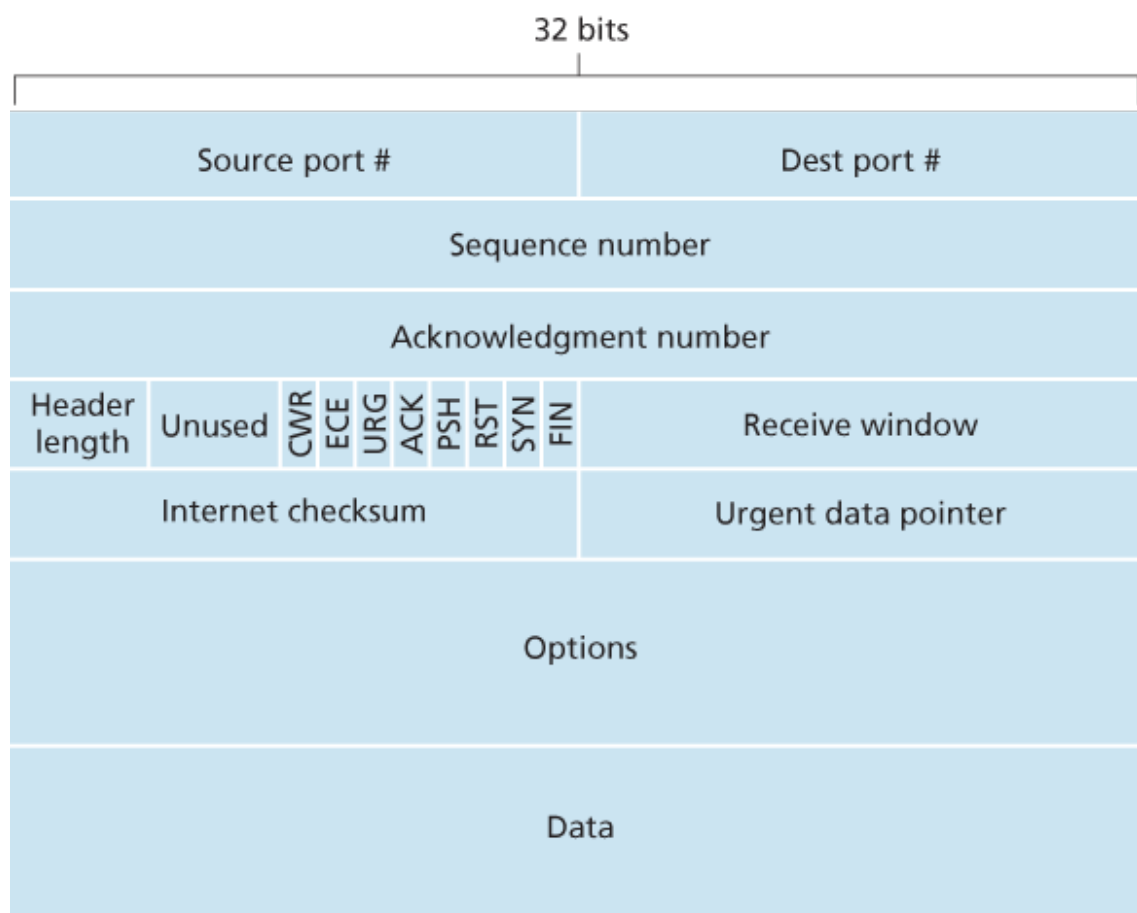 32 bits
Source port #
Dest port #
Sequence number
Acknowledgment number
Header
length
Unused
CWR
ECE
URG
ACK
PSH
RST
SYN
FIN
Receive window
Internet checksum
Urgent data pointer
Options
Data